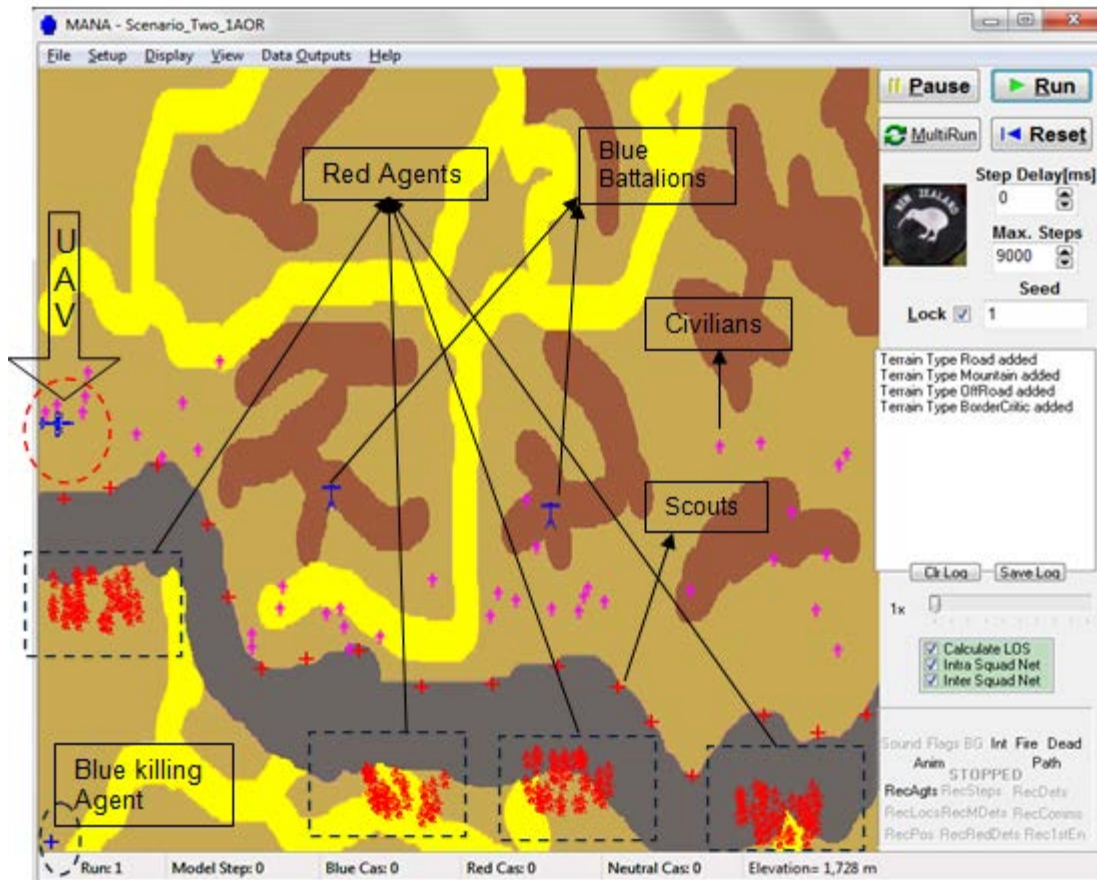 MANA - Scenario_Two_1AOR
File Setup Display View Data Outputs Help
Pause
Run
MultiRun
Reset
Step Delay[ms]
0
NEW ZEALAND
Max. Steps
9000
Seed
Lock
1
Terrain Type Road added
Terrain Type Mountain added
Terrain Type OffRoad added
Terrain Type BorderCritic added
Clr Log
Save Log
1x
Calculate LOS
Intra Squad Net
Inter Squad Net
Sound Flags BG Int Fire Dead
Anim Path
STOPPED
RecAgts RecSteps RecDets
RecLocs RecMDets RecComms
RecPos RecRedDets Rec1stEn
Red Agents
Blue
Battalions
UAV
Civilians
Scouts
Blue killing
Agent
Run: 1 Model Step: 0 Blue Cas: 0 Red Cas: 0 Neutral Cas: 0 Elevation= 1,728 m